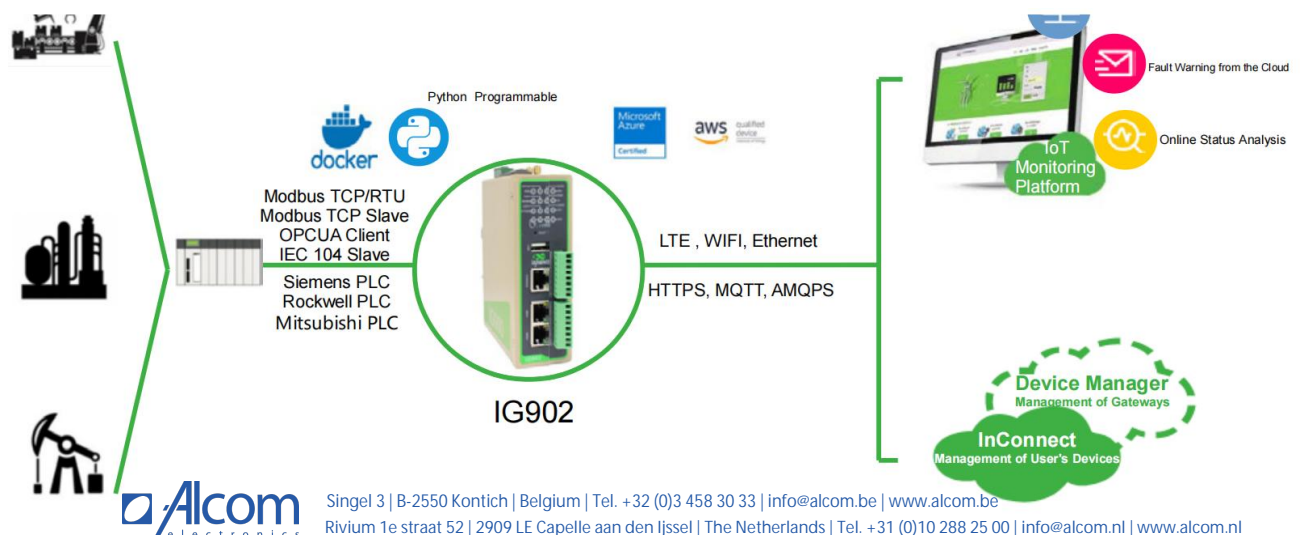 Fault Warning from the Cloud
Python Programmable
docker
Microsoft
Azure
Certified
aws
qualified
device
Online Status Analysis
IoT
Monitoring
Platform
Modbus TCP/RTU
Modbus TCP Slave
OPCUA Client
IEC 104 Slave
Siemens PLC
Rockwell PLC
Mitsubishi PLC
LTE , WIFI, Ethernet
HTTPS, MQTT, AMQPS
IG902
Device Manager
Management of Gateways
InConnect
Management of User's Devices
Alcom
electronics
Singel 3 | B-2550 Kontich | Belgium | Tel. +32 (0)3 458 30 33 | info@alcom.be | www.alcom.be
Rivium 1e straat 52 | 2909 LE Capelle aan den Ijssel | The Netherlands | Tel. +31 (0)10 288 25 00 | info@alcom.nl | www.alcom.nl